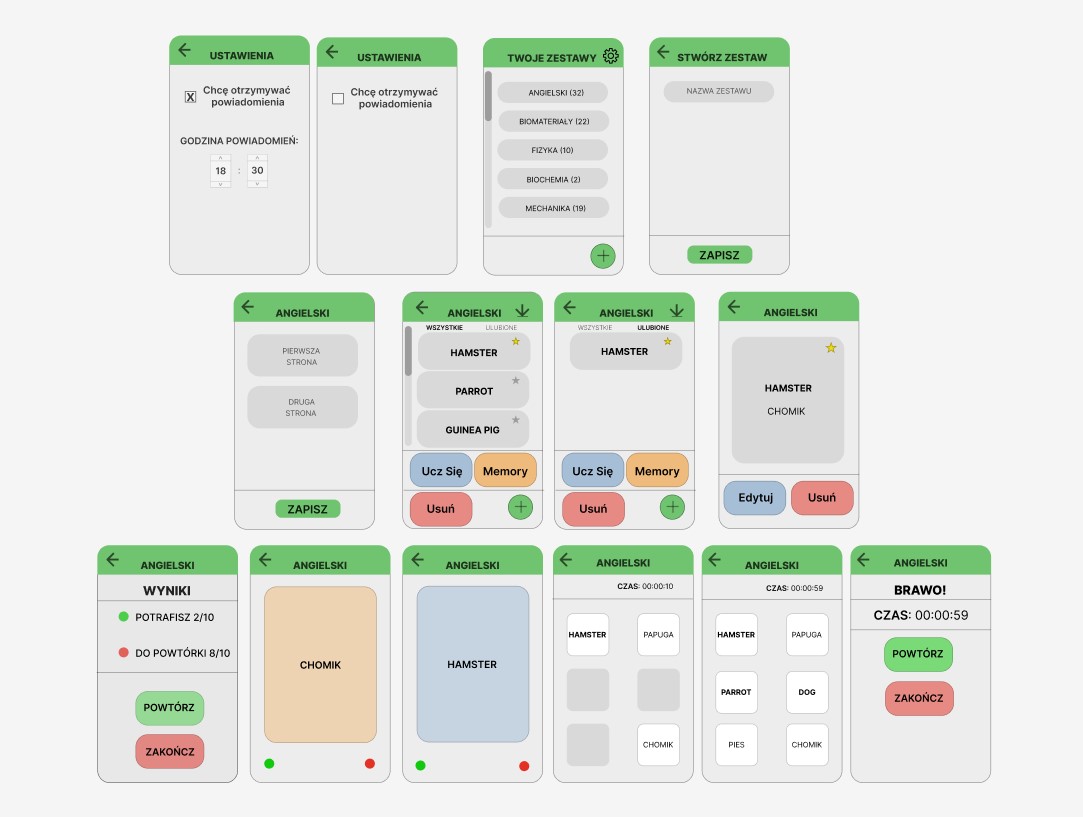 USTAWIENIA
X Chcę otrzymywać
powiadomienia
GODZINA POWIADOMIEŃ:
18 : 30
USTAWIENIA
Chcę otrzymywać
powiadomienia
TWOJE ZESTAWY
ANGIELSKI (32)
BIOMATERIAŁY (22)
FIZYKA (10)
BIOCHEMIA (2)
MECHANIKA (19)
STWÓRZ ZESTAW
NAZWA ZESTAWU
ZAPISZ
ANGIELSKI
PIERWSZA
STRONA
DRUGA
STRONA
ZAPISZ
ANGIELSKI
WSZYSTKIE ULUBIONE
HAMSTER
PARROT
GUINEA PIG
Ucz Się Memory
Usuń
ANGIELSKI
WSZYSTKIE ULUBIONE
HAMSTER
Ucz Się Memory
Usuń
ANGIELSKI
HAMSTER
CHOMIK
Edytuj Usuń
ANGIELSKI
WYNIKI
POTRAFISZ 2/10
DO POWTÓRKI 8/10
POWTÓRZ
ZAKOŃCZ
ANGIELSKI
CHOMIK
ANGIELSKI
HAMSTER
ANGIELSKI
CZAS: 00:00:10
HAMSTER PAPUGA
CHOMIK
ANGIELSKI
CZAS: 00:00:59
HAMSTER PAPUGA
PARROT DOG
PIES CHOMIK
ANGIELSKI
BRAWO!
CZAS: 00:00:59
POWTÓRZ
ZAKOŃCZ